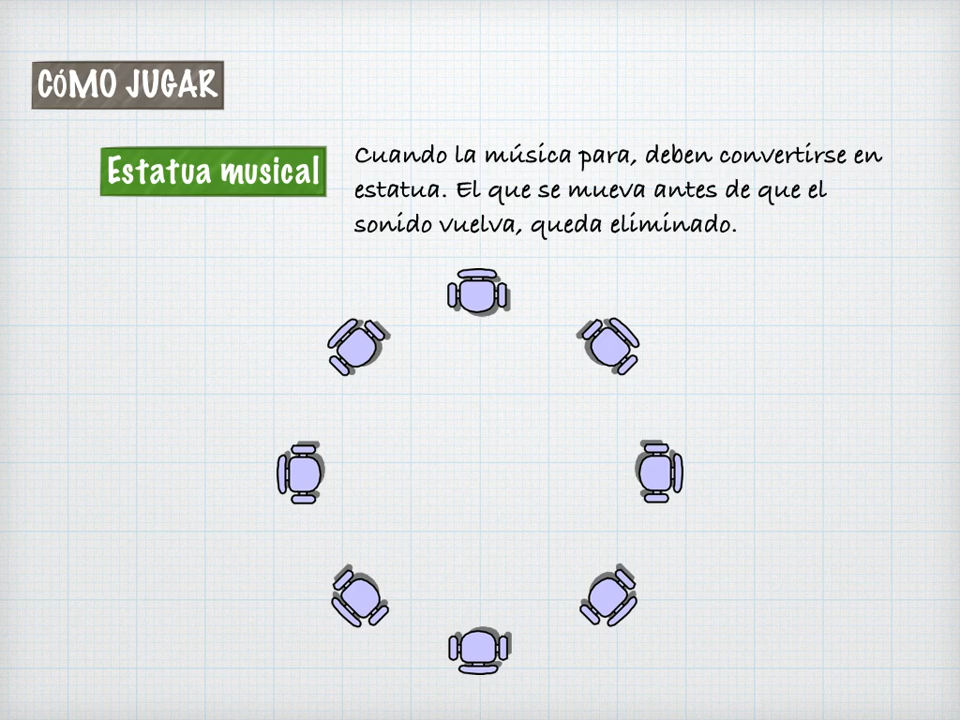 CÓMO JUGAR
Estatua musical
Cuando la música para, deben convertirse en
estatua. El que se mueva antes de que el
sonido vuelva, queda eliminado.